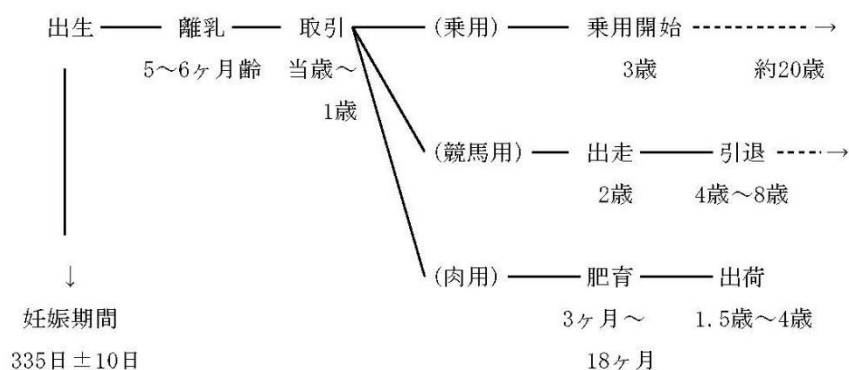 出生 離乳 取引 (乗用) 乗用開始 →
5～6ヶ月齢 当歳～ 3歳 約20歳
1歳
(競馬用) 出走 引退 →
2歳 4歳～8歳
↓ (肉用) 肥育 出荷
妊娠期間 3ヶ月～ 1.5歳～4歳
335日±10日 18ヶ月